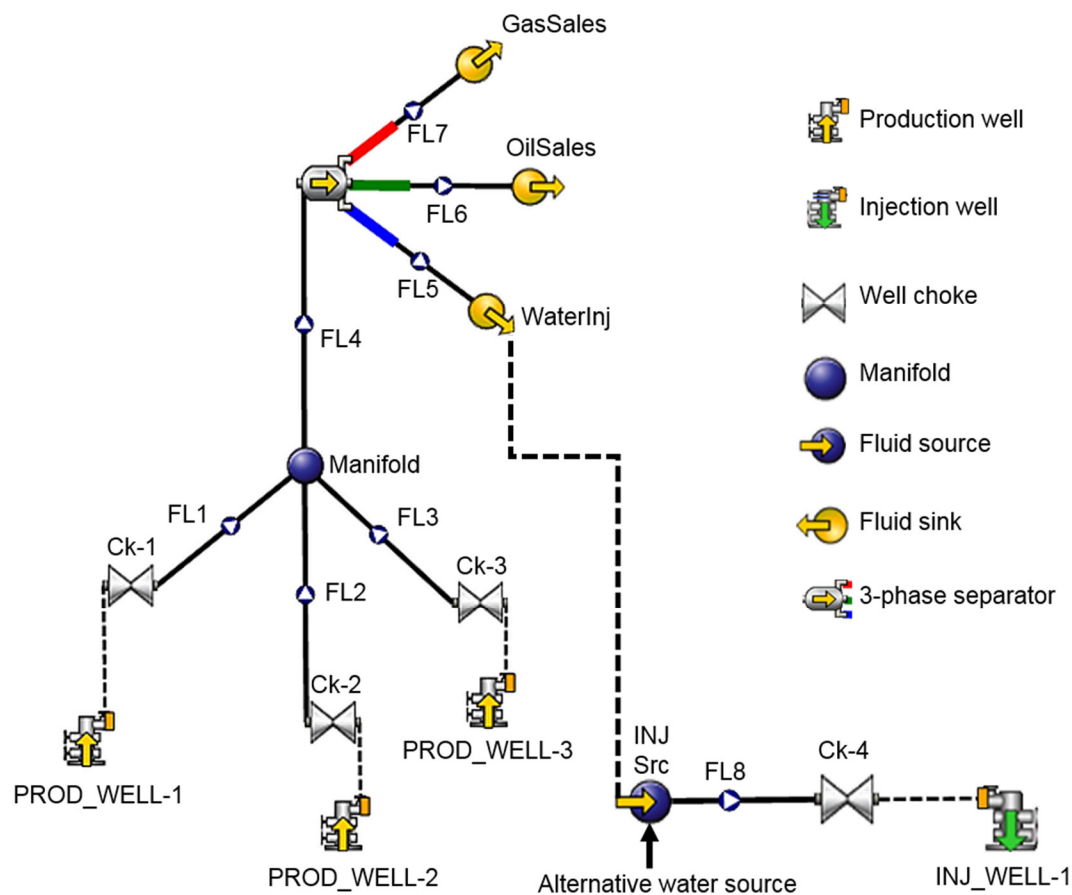 GasSales
FL7
OilSales
FL6
FL5
WaterInj
FL4
Manifold
FL1
FL3
Ck-1
Ck-3
FL2
Ck-2
PROD_WELL-3
PROD_WELL-1
PROD_WELL-2
INJ
Src
FL8
Ck-4
Alternative water source
INJ_WELL-1
Production well
Injection well
Well choke
Manifold
Fluid source
Fluid sink
3-phase separator